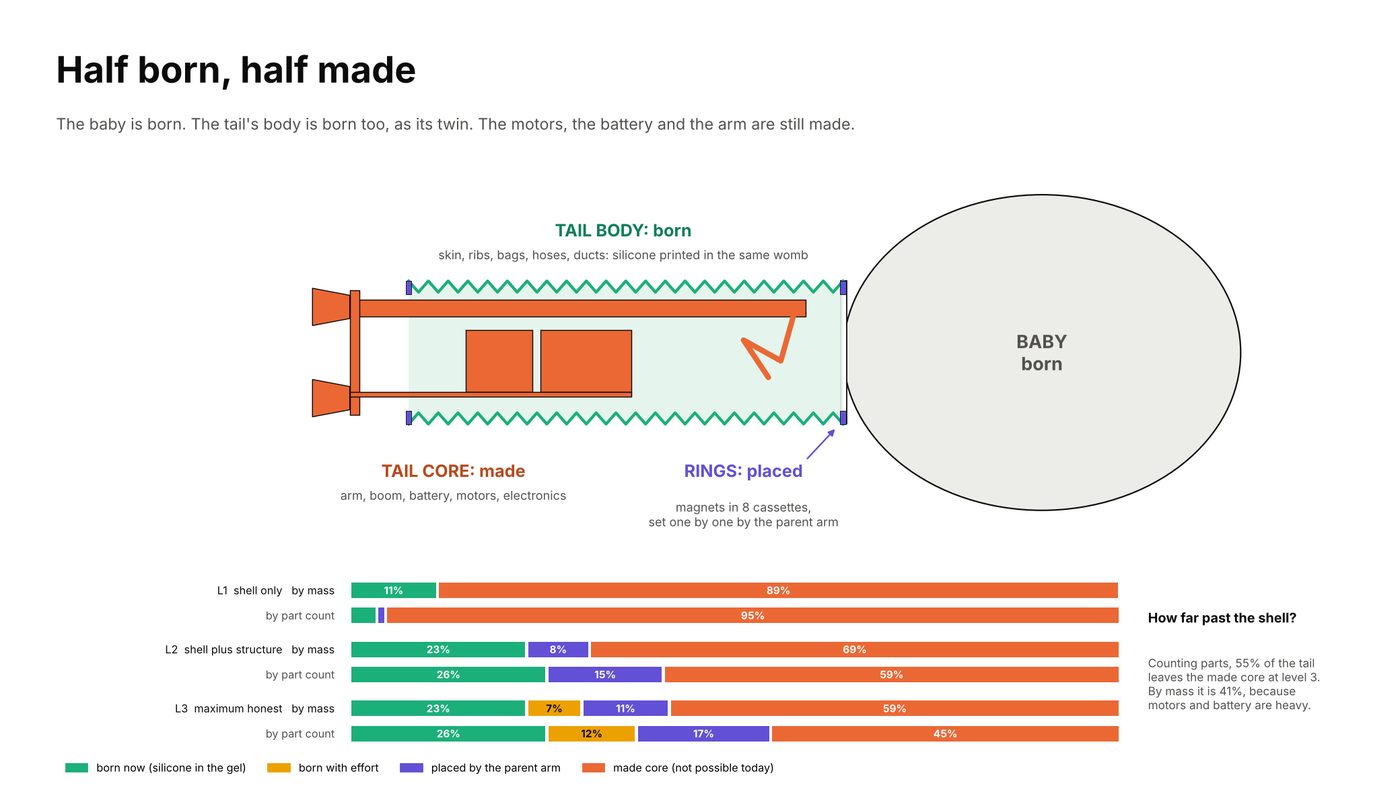 Half born, half made
The baby is born. The tail's body is born too, as its twin. The motors, the battery and the arm are still made.
TAIL BODY: born
skin, ribs, bags, hoses, ducts: silicone printed in the same womb
BABY
born
TAIL CORE: made
arm, boom, battery, motors, electronics
RINGS: placed
magnets in 8 cassettes,
set one by one by the parent arm
L1 shell only by mass 11% 89%
by part count 95%
L2 shell plus structure by mass 23% 8% 69%
by part count 26% 15% 59%
L3 maximum honest by mass 23% 7% 11% 59%
by part count 26% 12% 17% 45%
How far past the shell?
Counting parts, 55% of the tail
leaves the made core at level 3.
By mass it is 41%, because
motors and battery are heavy.
born now (silicone in the gel) born with effort placed by the parent arm made core (not possible today)